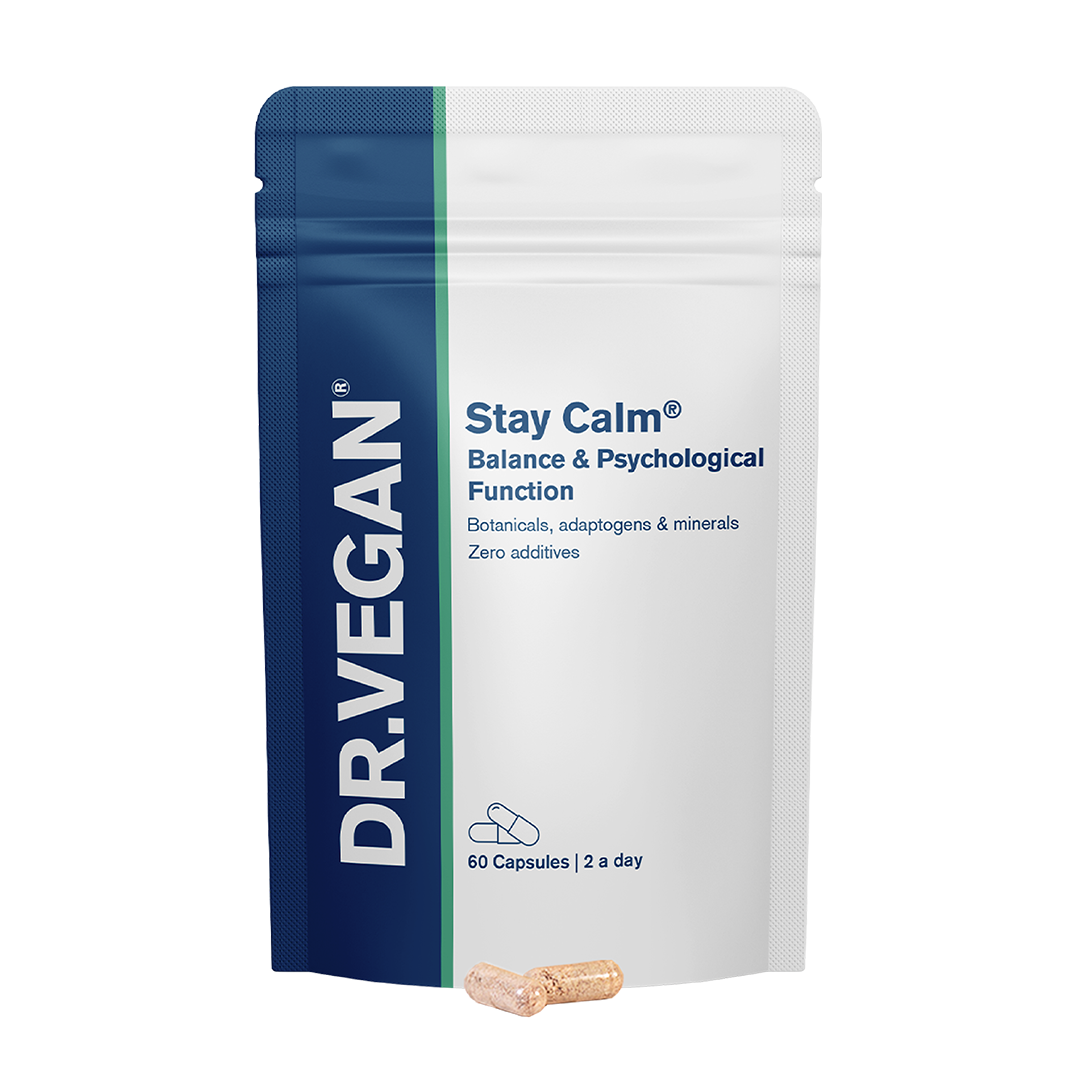 DR.VEGAN®
Stay Calm®
Balance & Psychological
Function
Botanicals, adaptogens & minerals
Zero additives
60 Capsules | 2 a day